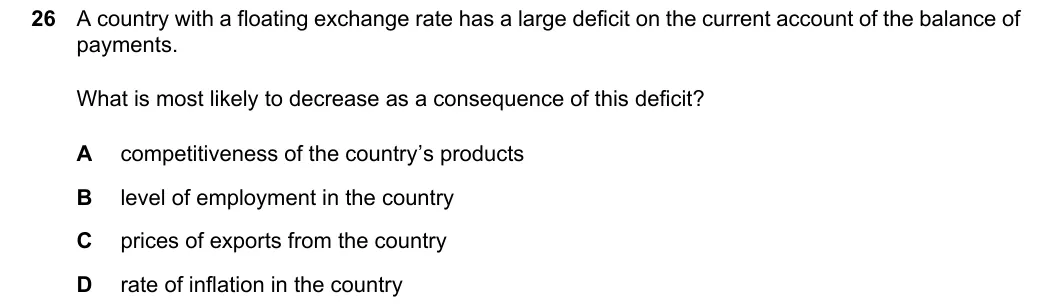 26 A country with a floating exchange rate has a large deficit on the current account of the balance of
payments.
What is most likely to decrease as a consequence of this deficit?
A competitiveness of the country’s products
B level of employment in the country
C prices of exports from the country
D rate of inflation in the country